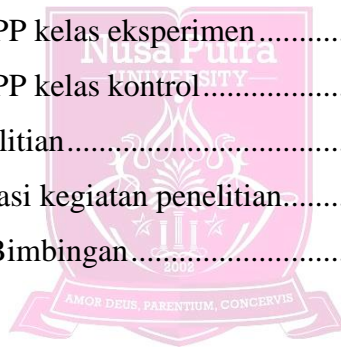 PP kelas eksperimen..........
Nusa Putra
UNIVERSITY
PP kelas kontrol.................
litian...................................
asi kegiatan penelitian.......
Bimbingan.........................
2002
AMOR DEUS, PARENTIUM, CONCERVIS